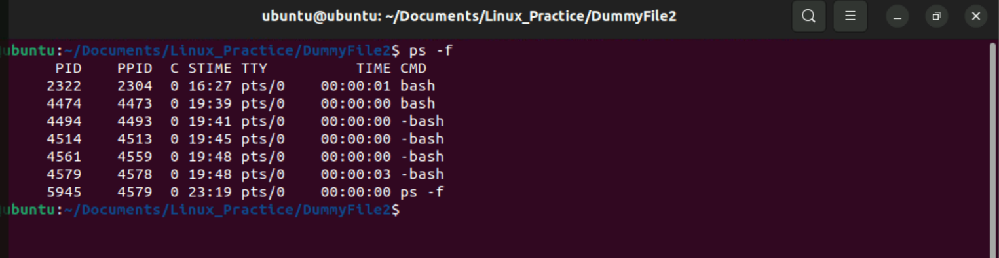 ubuntu@ubuntu: ~/Documents/Linux_Practice/DummyFile2
ubuntu:~/Documents/Linux_Practice/DummyFile2$ ps -f
PID PPID C STIME TTY TIME CMD
2322 2304 0 16:27 pts/0 00:00:01 bash
4474 4473 0 19:39 pts/0 00:00:00 bash
4494 4493 0 19:41 pts/0 00:00:00 -bash
4514 4513 0 19:45 pts/0 00:00:00 -bash
4561 4559 0 19:48 pts/0 00:00:00 -bash
4579 4578 0 19:48 pts/0 00:00:03 -bash
5945 4579 0 23:19 pts/0 00:00:00 ps -f
ubuntu:~/Documents/Linux_Practice/DummyFile2$